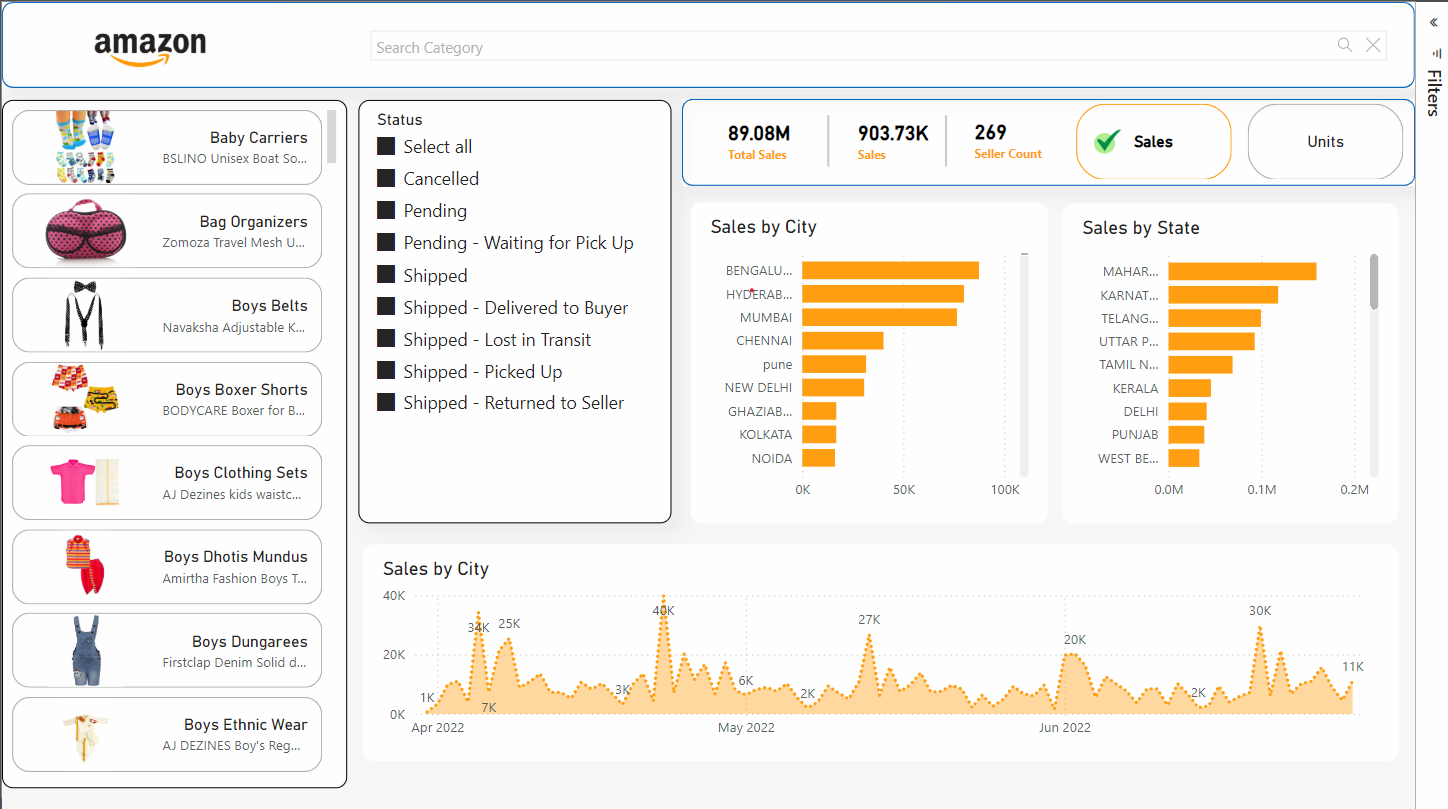 amazon
Search Category
Filters
Baby Carriers
BSLINO Unisex Boat So...
Bag Organizers
Zomoza Travel Mesh U...
Boys Belts
Navaksha Adjustable K...
Boys Boxer Shorts
BODYCARE Boxer for B...
Boys Clothing Sets
AJ Dezines kids waistc...
Boys Dhotis Mundus
Amirtha Fashion Boys T...
Boys Dungarees
Firstclap Denim Solid d...
Boys Ethnic Wear
AJ DEZINES Boy's Reg...
Status
Select all
Cancelled
Pending
Pending - Waiting for Pick Up
Shipped
Shipped - Delivered to Buyer
Shipped - Lost in Transit
Shipped - Picked Up
Shipped - Returned to Seller
89.08M
Total Sales
903.73K
Sales
269
Seller Count
Sales
Units
Sales by City
BENGALU...
HYDERAB...
MUMBAI
CHENNAI
pune
NEW DELHI
GHAZIAB...
KOLKATA
NOIDA
0K 50K 100K
Sales by State
MAHAR...
KARNAT...
TELANG...
UTTAR P...
TAMIL N...
KERALA
DELHI
PUNJAB
WEST BE...
0.0M 0.1M 0.2M
Sales by City
40K
20K
0K
1K 34K 7K 25K 3K 40K 6K 2K 27K 20K 2K 30K 11K
Apr 2022 May 2022 Jun 2022